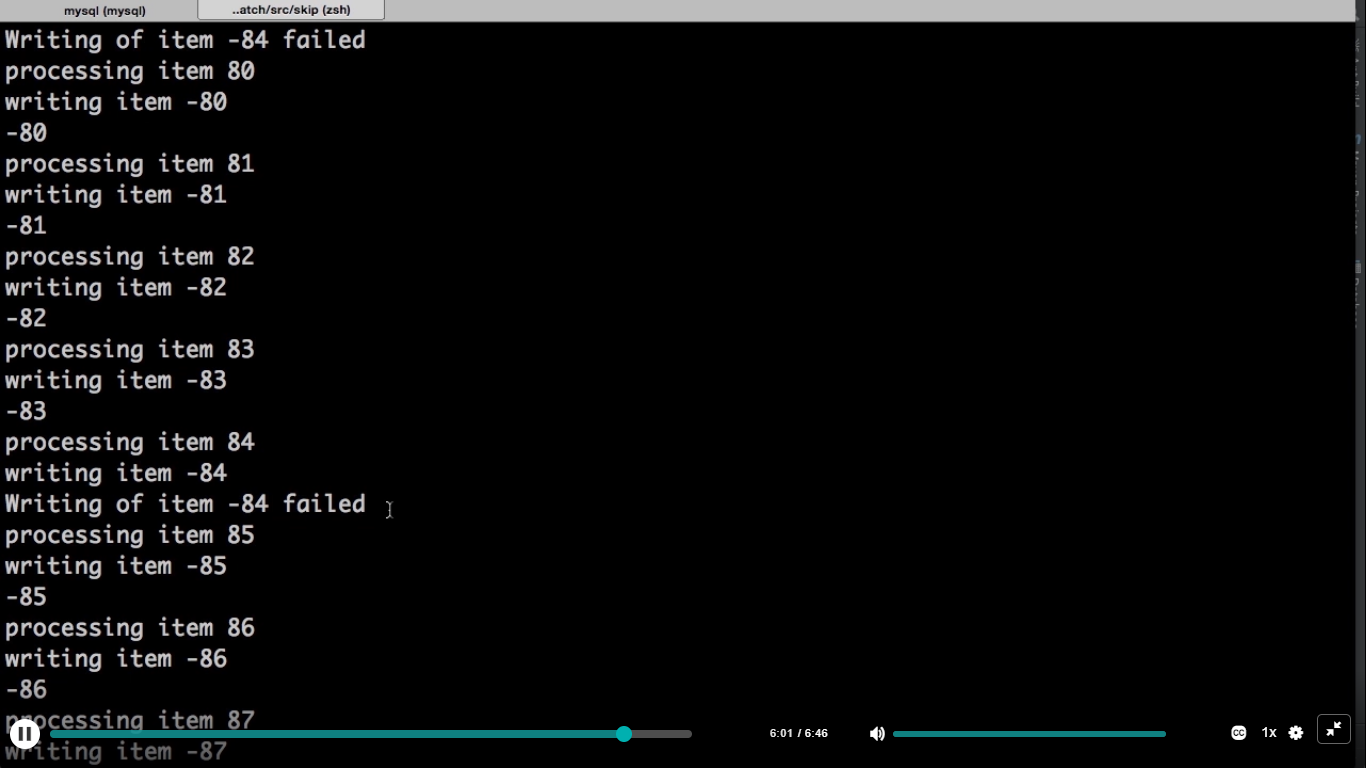 mysql (mysql)
..atch/src/skip (zsh)
Writing of item -84 failed
processing item 80
writing item -80
-80
processing item 81
writing item -81
-81
processing item 82
writing item -82
-82
processing item 83
writing item -83
-83
processing item 84
writing item -84
Writing of item -84 failed
processing item 85
writing item -85
-85
processing item 86
writing item -86
-86
processing item 87
writing item -87
6:01 / 6:46
CC
1x